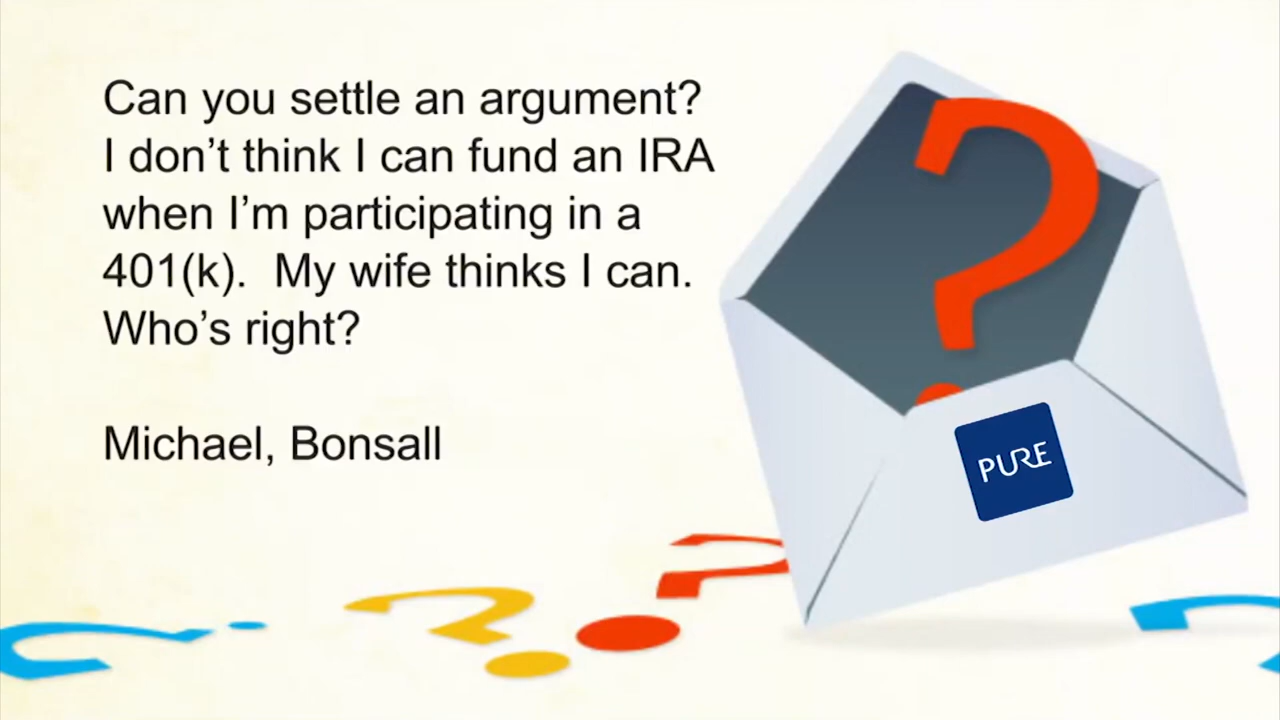 Can you settle an argument?
I don’t think I can fund an IRA
when I’m participating in a
401(k).  My wife thinks I can.
Who’s right?
Michael, Bonsall
PURE